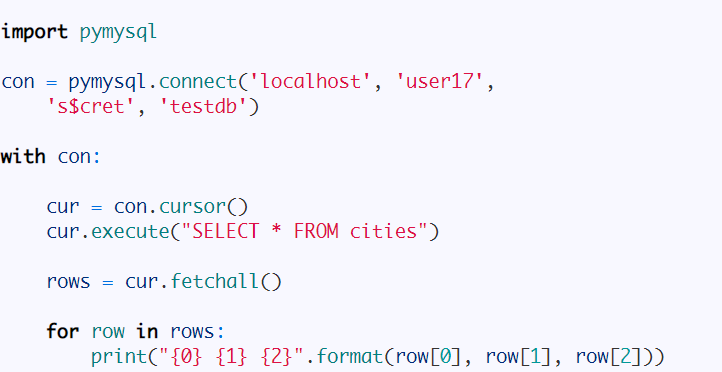 import pymysql
con = pymysql.connect('localhost', 'user17',
    's$cret', 'testdb')
with con:
    cur = con.cursor()
    cur.execute("SELECT * FROM cities")
    rows = cur.fetchall()
    for row in rows:
        print("{0} {1} {2}".format(row[0], row[1], row[2]))